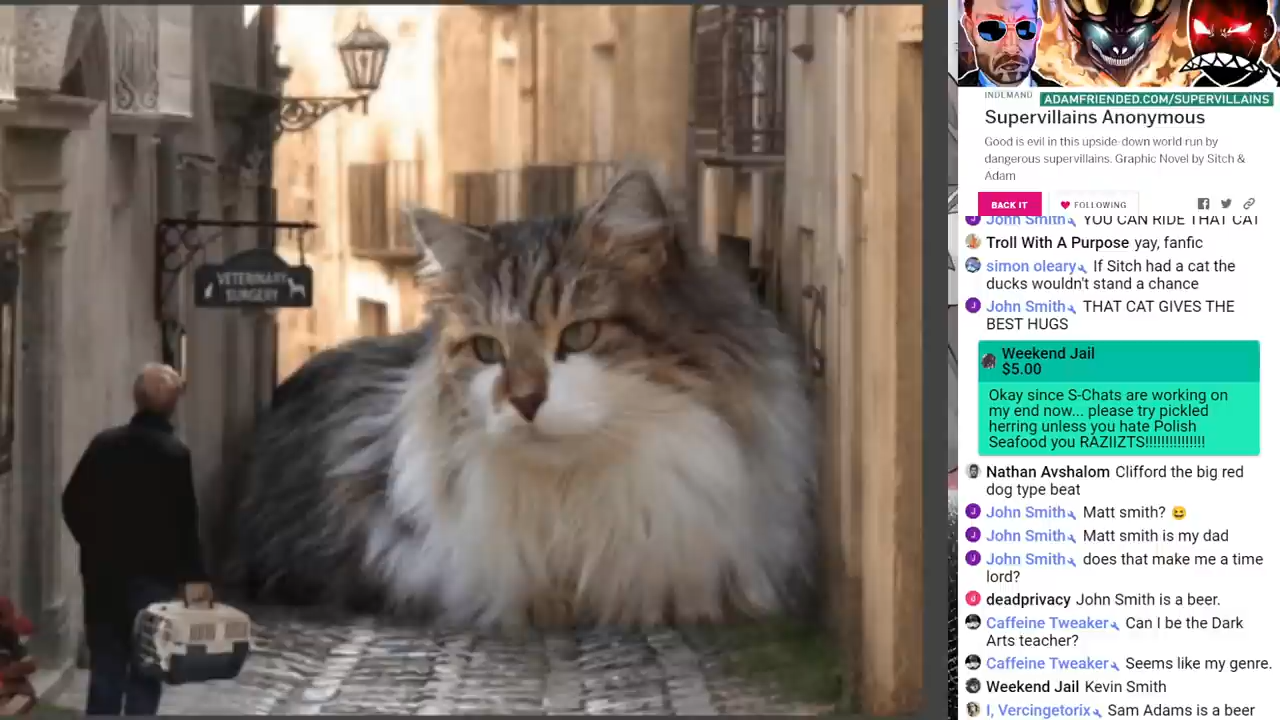 VETERINARY
SURGERY
INDEMAND
ADAMFRIENDED.COM/SUPERVILLAINS
Supervillains Anonymous
Good is evil in this upside-down world run by
dangerous supervillains. Graphic Novel by Sitch &
Adam
BACK IT
FOLLOWING
John Smith YOU CAN RIDE THAT CAT
Troll With A Purpose yay, fanfic
simon oleary If Sitch had a cat the
ducks wouldn't stand a chance
John Smith THAT CAT GIVES THE
BEST HUGS
Weekend Jail
$5.00
Okay since S-Chats are working on
my end now... please try pickled
herring unless you hate Polish
Seafood you RAZIIZTS!!!!!!!!!!!!!!!
Nathan Avshalom Clifford the big red
dog type beat
John Smith Matt smith? 😆
John Smith Matt smith is my dad
John Smith does that make me a time
lord?
deadprivacy John Smith is a beer.
Caffeine Tweaker Can I be the Dark
Arts teacher?
Caffeine Tweaker Seems like my genre.
Weekend Jail Kevin Smith
I, Vercingetorix Sam Adams is a beer